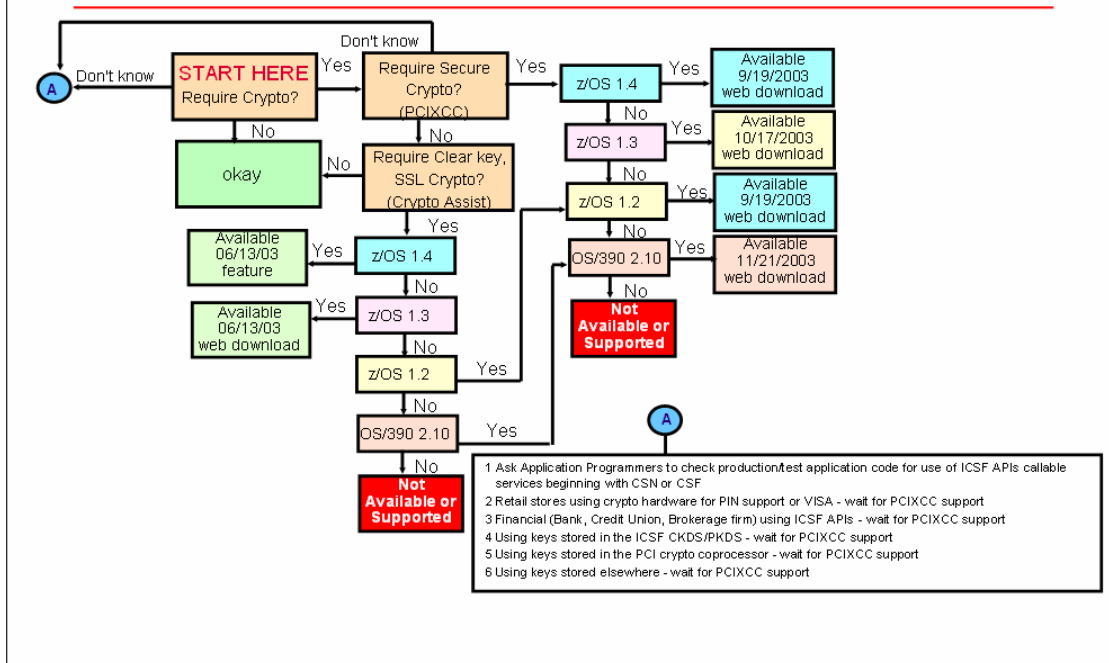 Don't know
A
Don't know
START HERE
Require Crypto?
Yes
Require Secure
Crypto?
(PCIXCC)
Yes
z/OS 1.4
Yes
Available
9/19/2003
web download
No
No
No
okay
No
Require Clear key,
SSL Crypto?
(Crypto Assist)
z/OS 1.3
Yes
Available
10/17/2003
web download
No
z/OS 1.2
Yes
Available
9/19/2003
web download
No
OS/390 2.10
Yes
Available
11/21/2003
web download
No
Not
Available or
Supported
Yes
Available
06/13/03
feature
Yes
z/OS 1.4
No
Available
06/13/03
web download
Yes
z/OS 1.3
No
z/OS 1.2
Yes
No
OS/390 2.10
Yes
No
Not
Available or
Supported
A
1 Ask Application Programmers to check production/test application code for use of ICSF APIs callable
services beginning with CSN or CSF
2 Retail stores using crypto hardware for PIN support or VISA - wait for PCIXCC support
3 Financial (Bank, Credit Union, Brokerage firm) using ICSF APIs - wait for PCIXCC support
4 Using keys stored in the ICSF CKDS/PKDS - wait for PCIXCC support
5 Using keys stored in the PCI crypto coprocessor - wait for PCIXCC support
6 Using keys stored elsewhere - wait for PCIXCC support